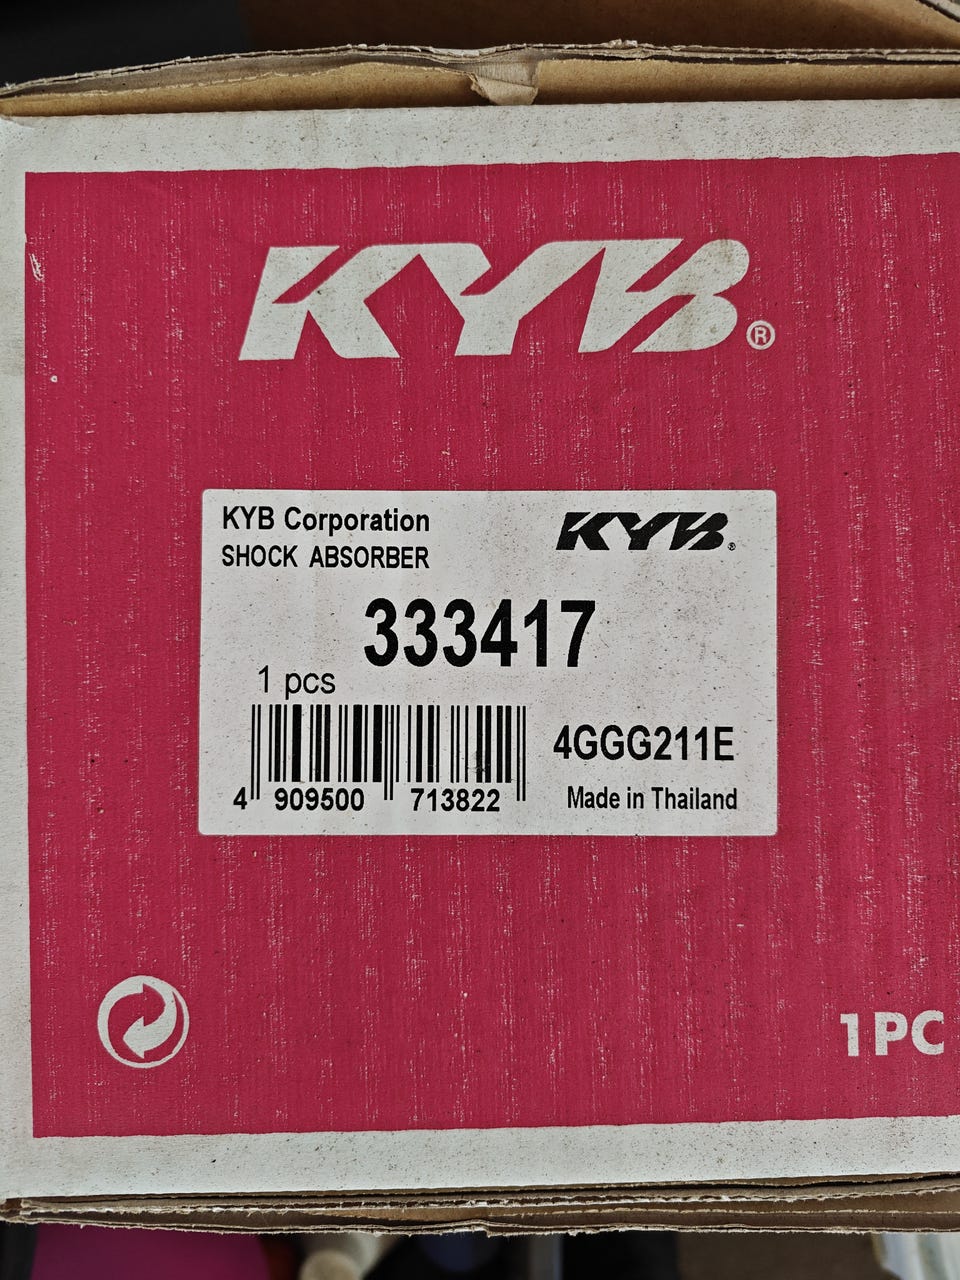 KYB®
KYB Corporation
KYB®
SHOCK ABSORBER
333417
1 pcs
4GGG211E
4 909500 713822
Made in Thailand
1PC